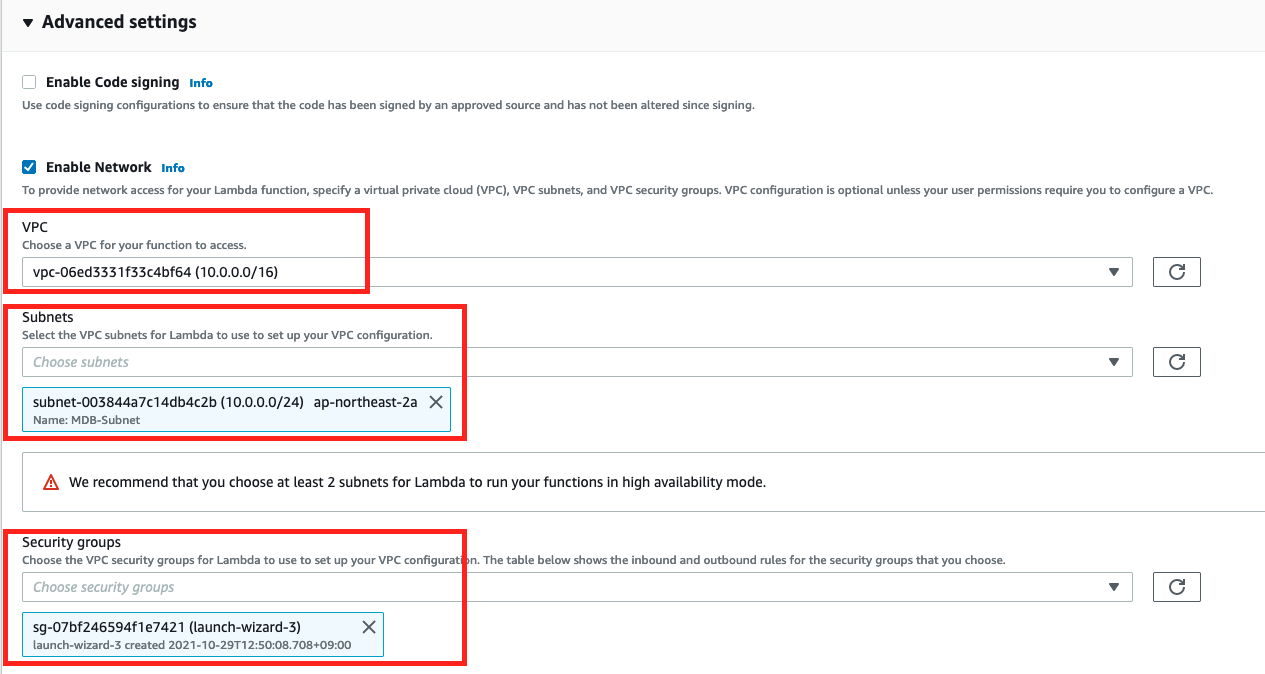 Advanced settings
Enable Code signing Info
Use code signing configurations to ensure that the code has been signed by an approved source and has not been altered since signing.
Enable Network Info
To provide network access for your Lambda function, specify a virtual private cloud (VPC), VPC subnets, and VPC security groups. VPC configuration is optional unless your user permissions require you to configure a VPC.
VPC
Choose a VPC for your function to access.
vpc-06ed3331f33c4bf64 (10.0.0.0/16)
Subnets
Select the VPC subnets for Lambda to use to set up your VPC configuration.
Choose subnets
subnet-003844a7c14db4c2b (10.0.0.0/24) ap-northeast-2a
Name: MDB-Subnet
We recommend that you choose at least 2 subnets for Lambda to run your functions in high availability mode.
Security groups
Choose the VPC security groups for Lambda to use to set up your VPC configuration. The table below shows the inbound and outbound rules for the security groups that you choose.
Choose security groups
sg-07bf246594f1e7421 (launch-wizard-3)
launch-wizard-3 created 2021-10-29T12:50:08.708+09:00